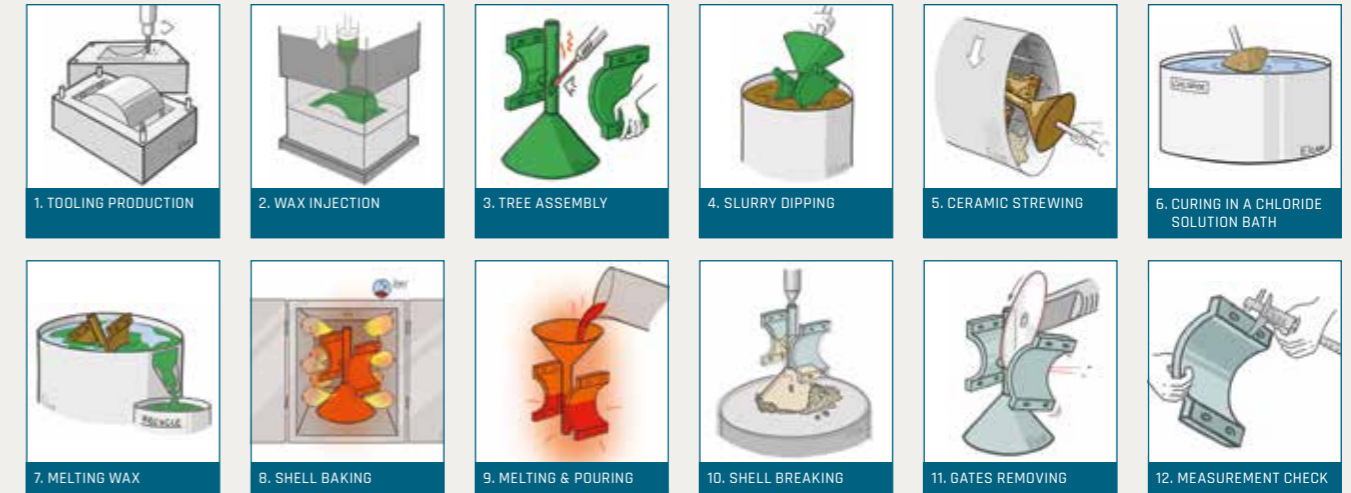 1. TOOLING PRODUCTION
2. WAX INJECTION
3. TREE ASSEMBLY
4. SLURRY DIPPING
5. CERAMIC STREWING
CHLORIDE
6. CURING IN A CHLORIDE
SOLUTION BATH
RECYCLE
7. MELTING WAX
8. SHELL BAKING
9. MELTING & POURING
10. SHELL BREAKING
11. GATES REMOVING
12. MEASUREMENT CHECK